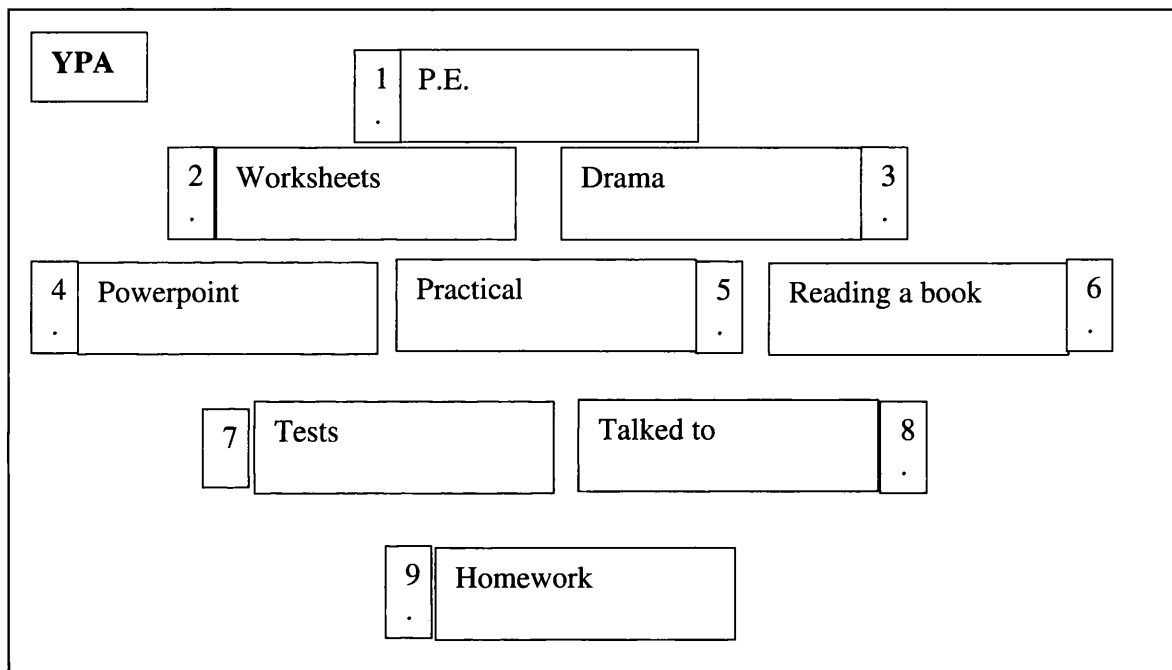 YPA
1
.
P.E.
2
.
Worksheets
Drama
3
.
4
.
Powerpoint
Practical
5
.
Reading a book
6
.
7
Tests
Talked to
8
.
9
.
Homework